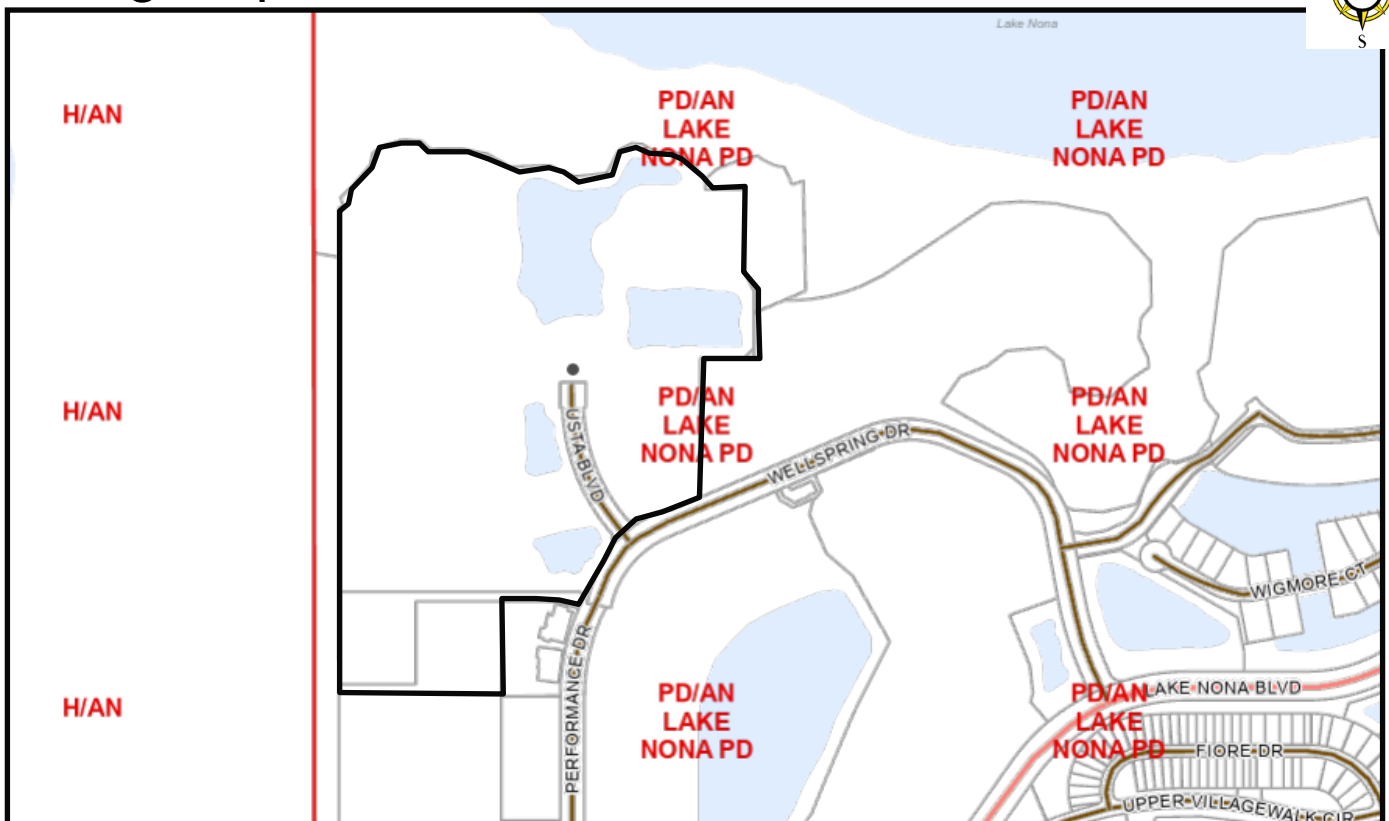 S
Lake Nona
H/AN
PD/AN
LAKE
NONA PD
PD/AN
LAKE
NONA PD
H/AN
PD/AN
LAKE
NONA PD
PD/AN
LAKE
NONA PD
USTA BLVD
WELLSPRING DR
WIGMORE CT
H/AN
PD/AN
LAKE
NONA PD
PD/AN
LAKE
NONA PD
PERFORMANCE DR
LAKE NONA BLVD
FIORE DR
UPPER VILLAGEWALK CIR